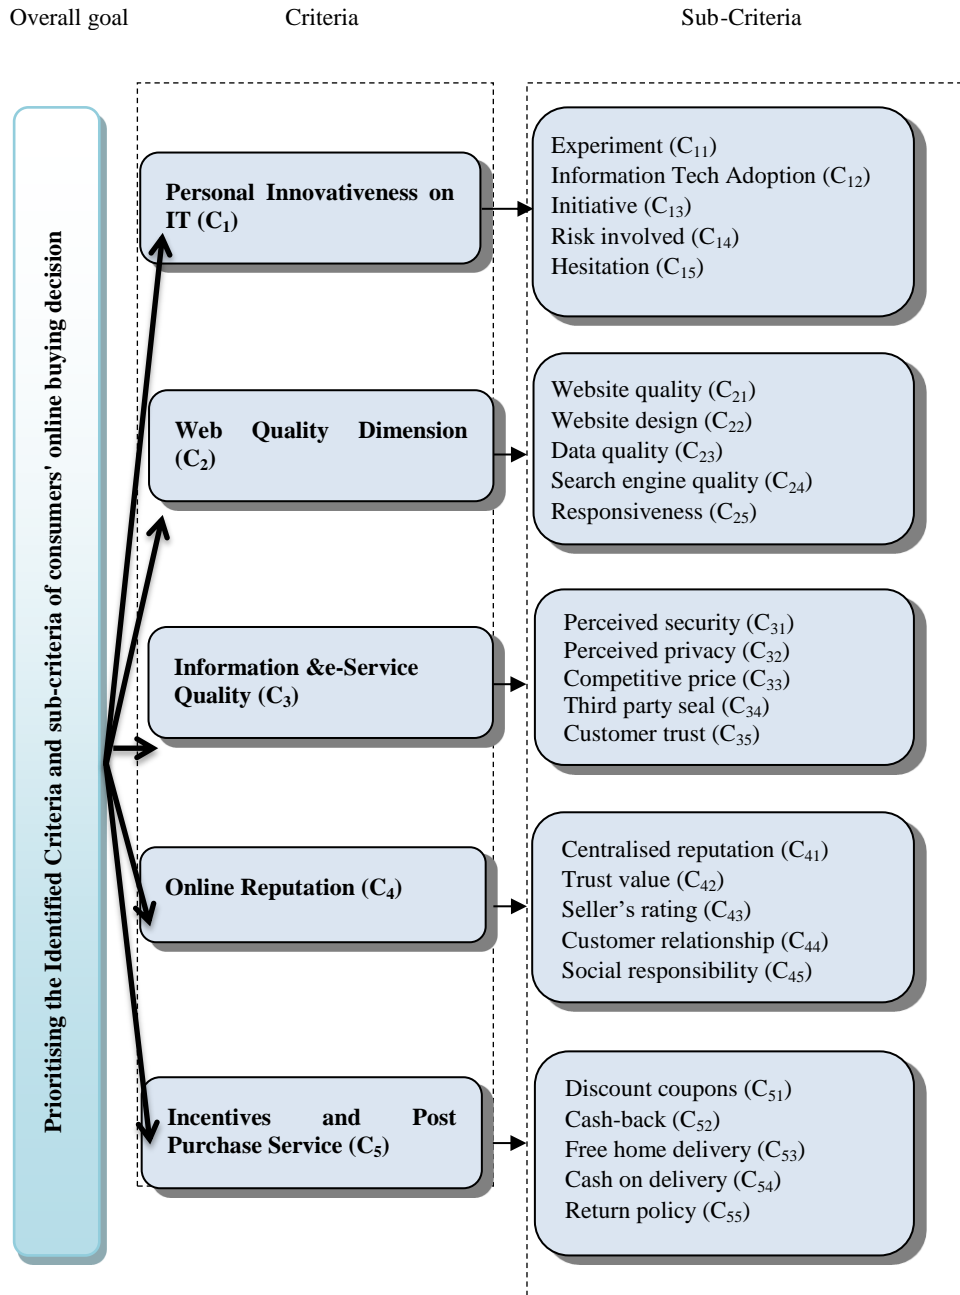 Overall goal
Criteria
Sub-Criteria
Prioritising the Identified Criteria and sub-criteria of consumers' online buying decision
Personal Innovativeness on
IT (C1)
Experiment (C11)
Information Tech Adoption (C12)
Initiative (C13)
Risk involved (C14)
Hesitation (C15)
Web Quality Dimension
(C2)
Website quality (C21)
Website design (C22)
Data quality (C23)
Search engine quality (C24)
Responsiveness (C25)
Information &e-Service
Quality (C3)
Perceived security (C31)
Perceived privacy (C32)
Competitive price (C33)
Third party seal (C34)
Customer trust (C35)
Online Reputation (C4)
Centralised reputation (C41)
Trust value (C42)
Seller’s rating (C43)
Customer relationship (C44)
Social responsibility (C45)
Incentives and Post
Purchase Service (C5)
Discount coupons (C51)
Cash-back (C52)
Free home delivery (C53)
Cash on delivery (C54)
Return policy (C55)